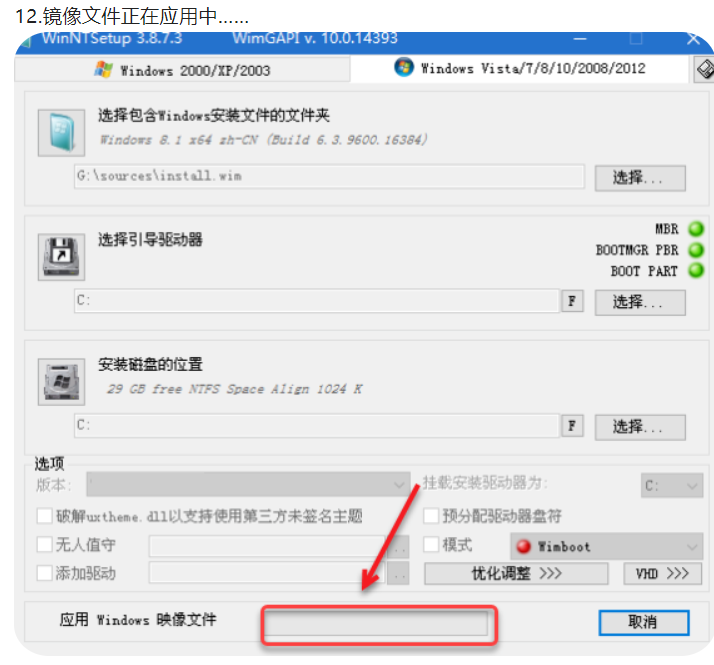 12.镜像文件正在应用中......
WinNTSetup 3.8.7.3 WimGAPI v. 10.0.14393
Windows 2000/XP/2003 Windows Vista/7/8/10/2008/2012
选择包含Windows安装文件的文件夹
Windows 8.1 x64 zh-CN (Build 6.3.9600.16384)
G:\sources\install.wim 选择...
选择引导驱动器
MBR
BOOTMGR PBR
BOOT PART
C: F 选择...
安装磁盘的位置
29 GB free NTFS Space Align 1024 K
C: F 选择...
选项
版本: 挂载安装驱动器为: C:
破解uxtheme.dll以支持使用第三方未签名主题 预分配驱动器盘符
无人值守 .. 模式 Wimboot
添加驱动 .. 优化调整 >>> VHD >>>
应用 Windows 映像文件 取消